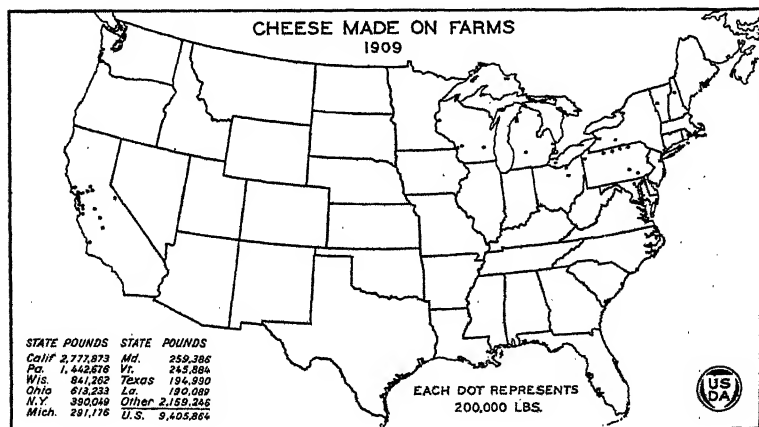 CHEESE MADE ON FARMS
1909
STATE POUNDS STATE POUNDS
Calif 2,777,873 Md. 259,386
Pa. 1,442,676 Vt. 245,884
Wis. 841,262 Texas 194,990
Ohio 613,233 La. 190,089
N.Y. 390,049 Other 2,159,246
Mich. 291,176 U.S. 9,405,864
EACH DOT REPRESENTS
200,000 LBS.
US
DA